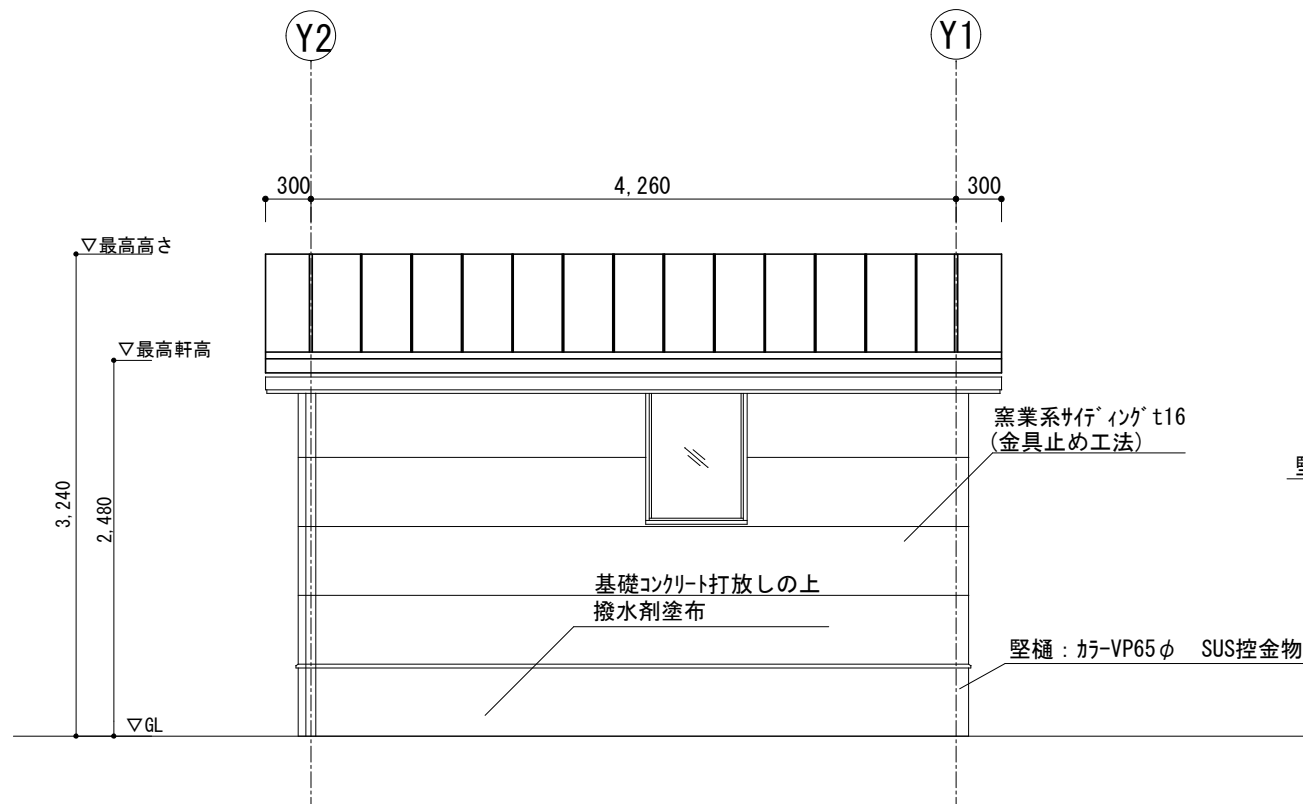 Y2
Y1
300
4,260
300
▽最高高さ
▽最高軒高
3,240
2,480
窯業系ｻｲﾃﾞｨﾝｸﾞt16
(金具止め工法)
基礎ｺﾝｸﾘｰﾄ打放しの上
撥水剤塗布
竪樋：ｶﾗｰVP65φ　SUS控金物
▽GL